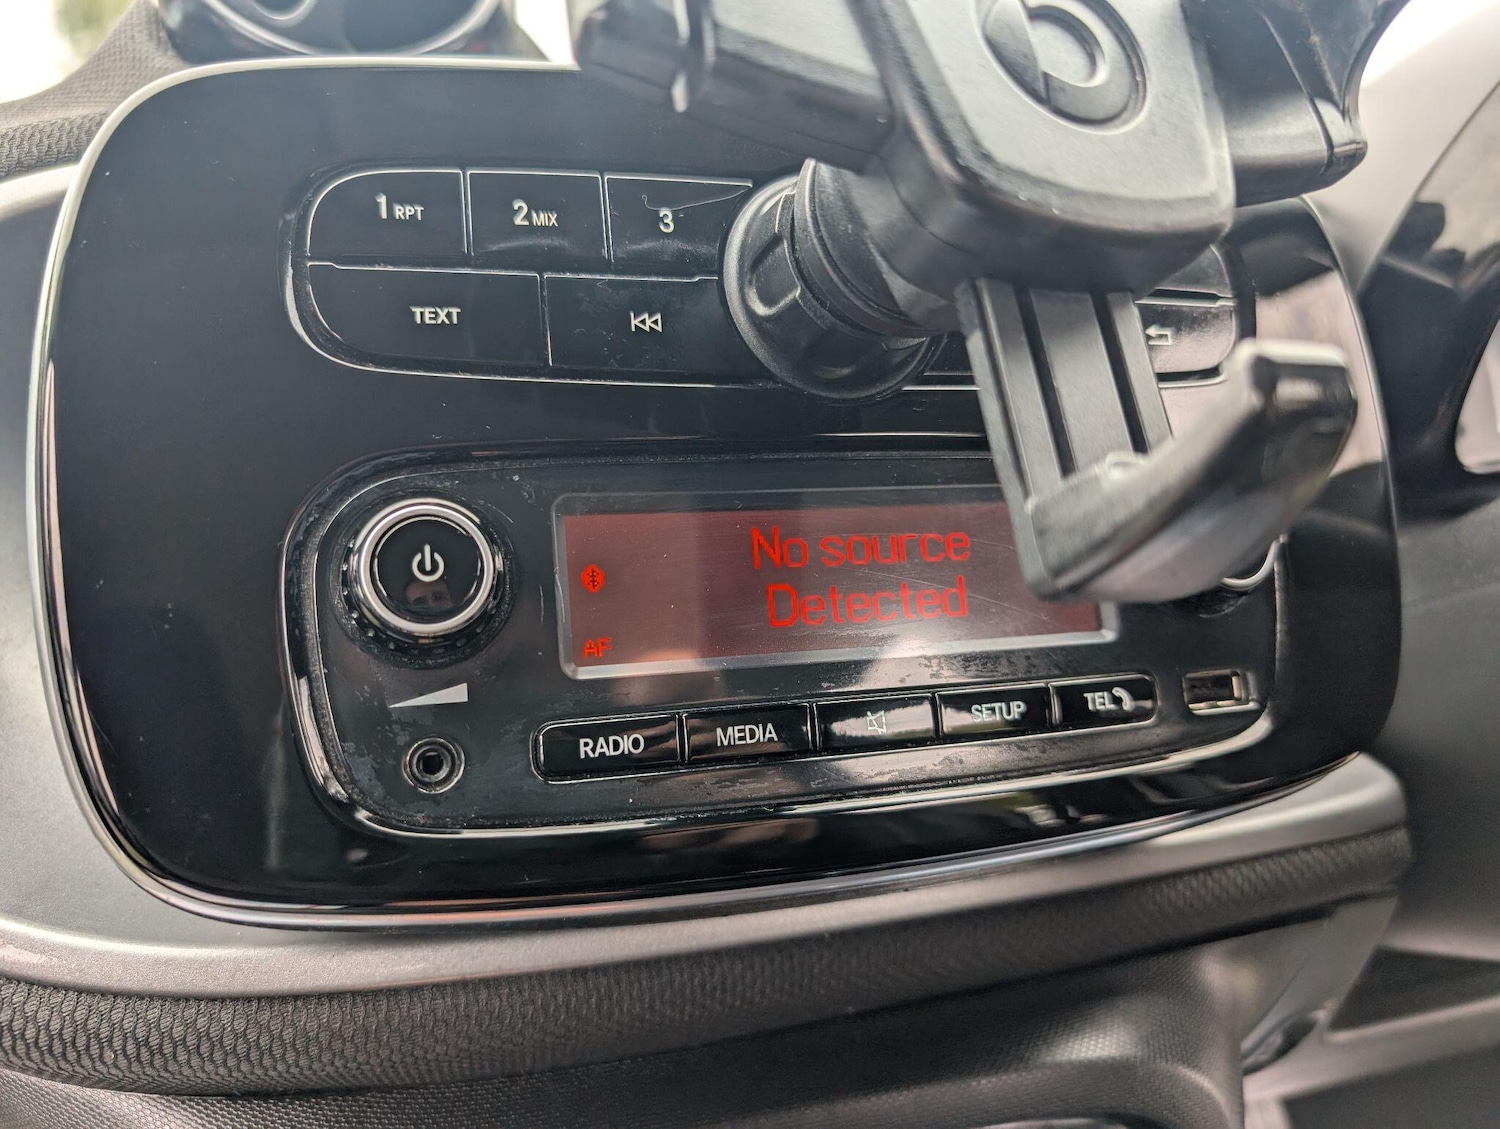 1 RPT
2 MIX
3
TEXT
No source
Detected
AF
RADIO
MEDIA
SETUP
TEL